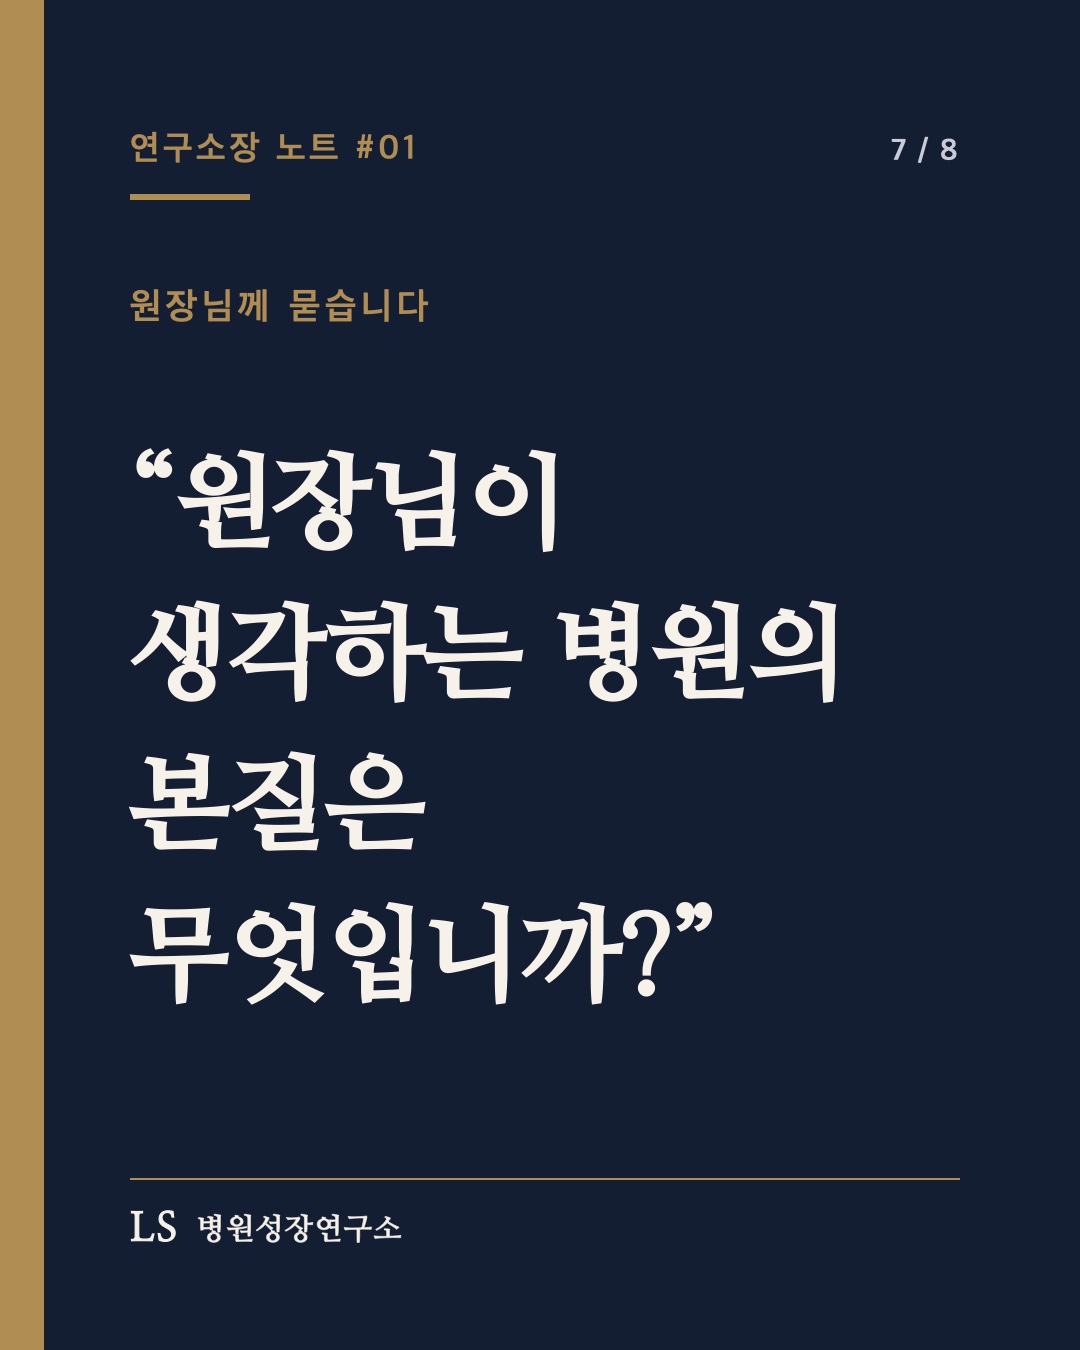 연구소장 노트 #01
7 / 8
원장님께 묻습니다
“원장님이
생각하는 병원의
본질은
무엇입니까?”
LS 병원성장연구소